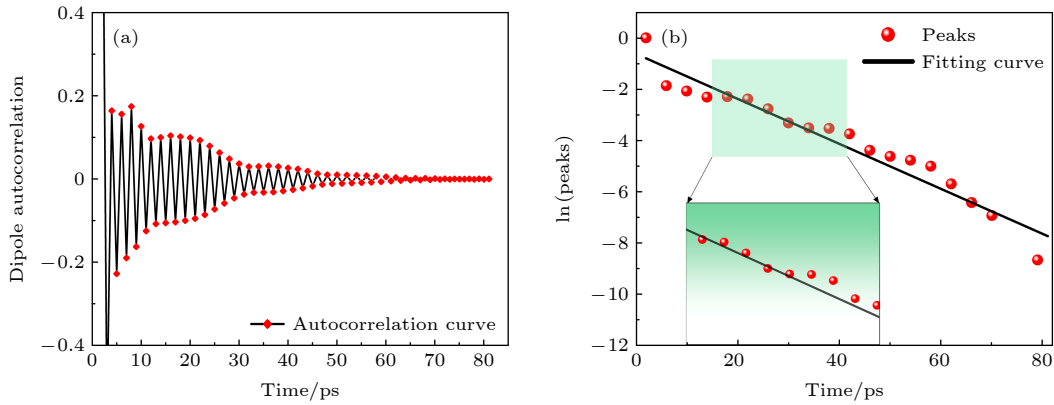 (a)
Dipole autocorrelation
0.4
0.2
0
−0.2
−0.4
Autocorrelation curve
0 10 20 30 40 50 60 70 80
Time/ps
(b)
Peaks
Fitting curve
ln (peaks)
0
−2
−4
−6
−8
−10
−12
0 20 40 60 80
Time/ps